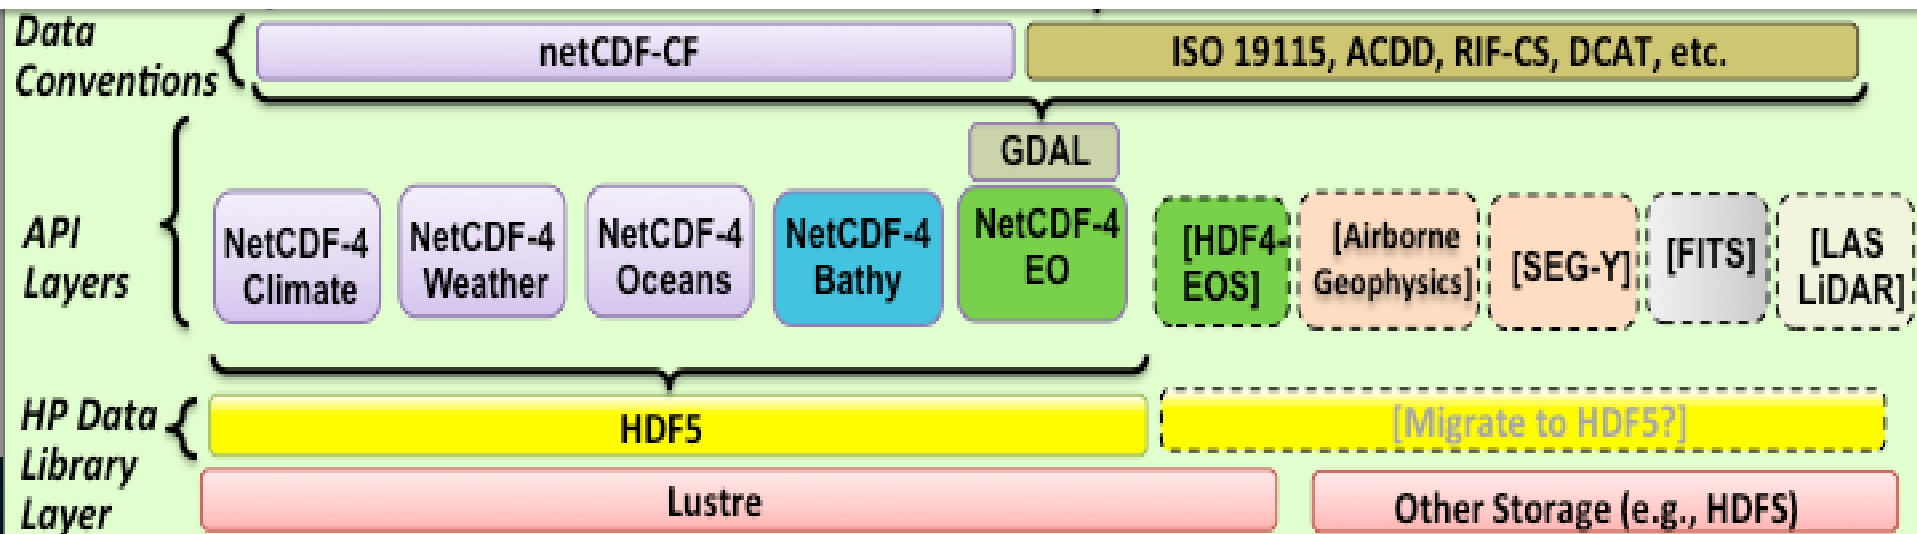 Data
Conventions
netCDF-CF
ISO 19115, ACDD, RIF-CS, DCAT, etc.
GDAL
API
Layers
NetCDF-4
Climate
NetCDF-4
Weather
NetCDF-4
Oceans
NetCDF-4
Bathy
NetCDF-4
EO
[HDF4-
EOS]
[Airborne
Geophysics]
[SEG-Y]
[FITS]
[LAS
LiDAR]
HP Data
Library
Layer
HDF5
[Migrate to HDF5?]
Lustre
Other Storage (e.g., HDFS)